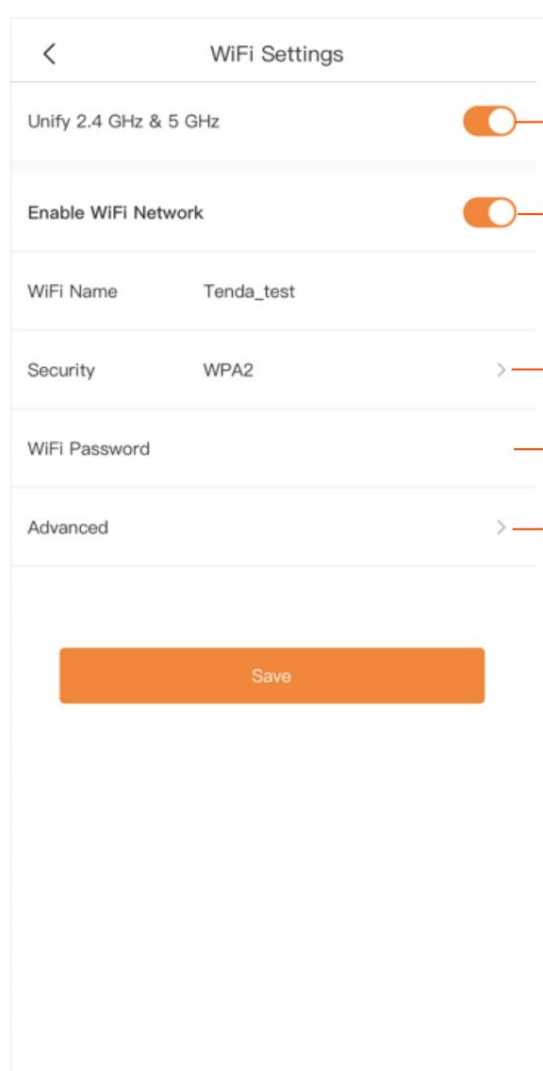 WiFi Settings
Unify 2.4 GHz & 5 GHz
Enable WiFi Network
WiFi Name Tenda_test
Security WPA2
WiFi Password
Advanced
Save